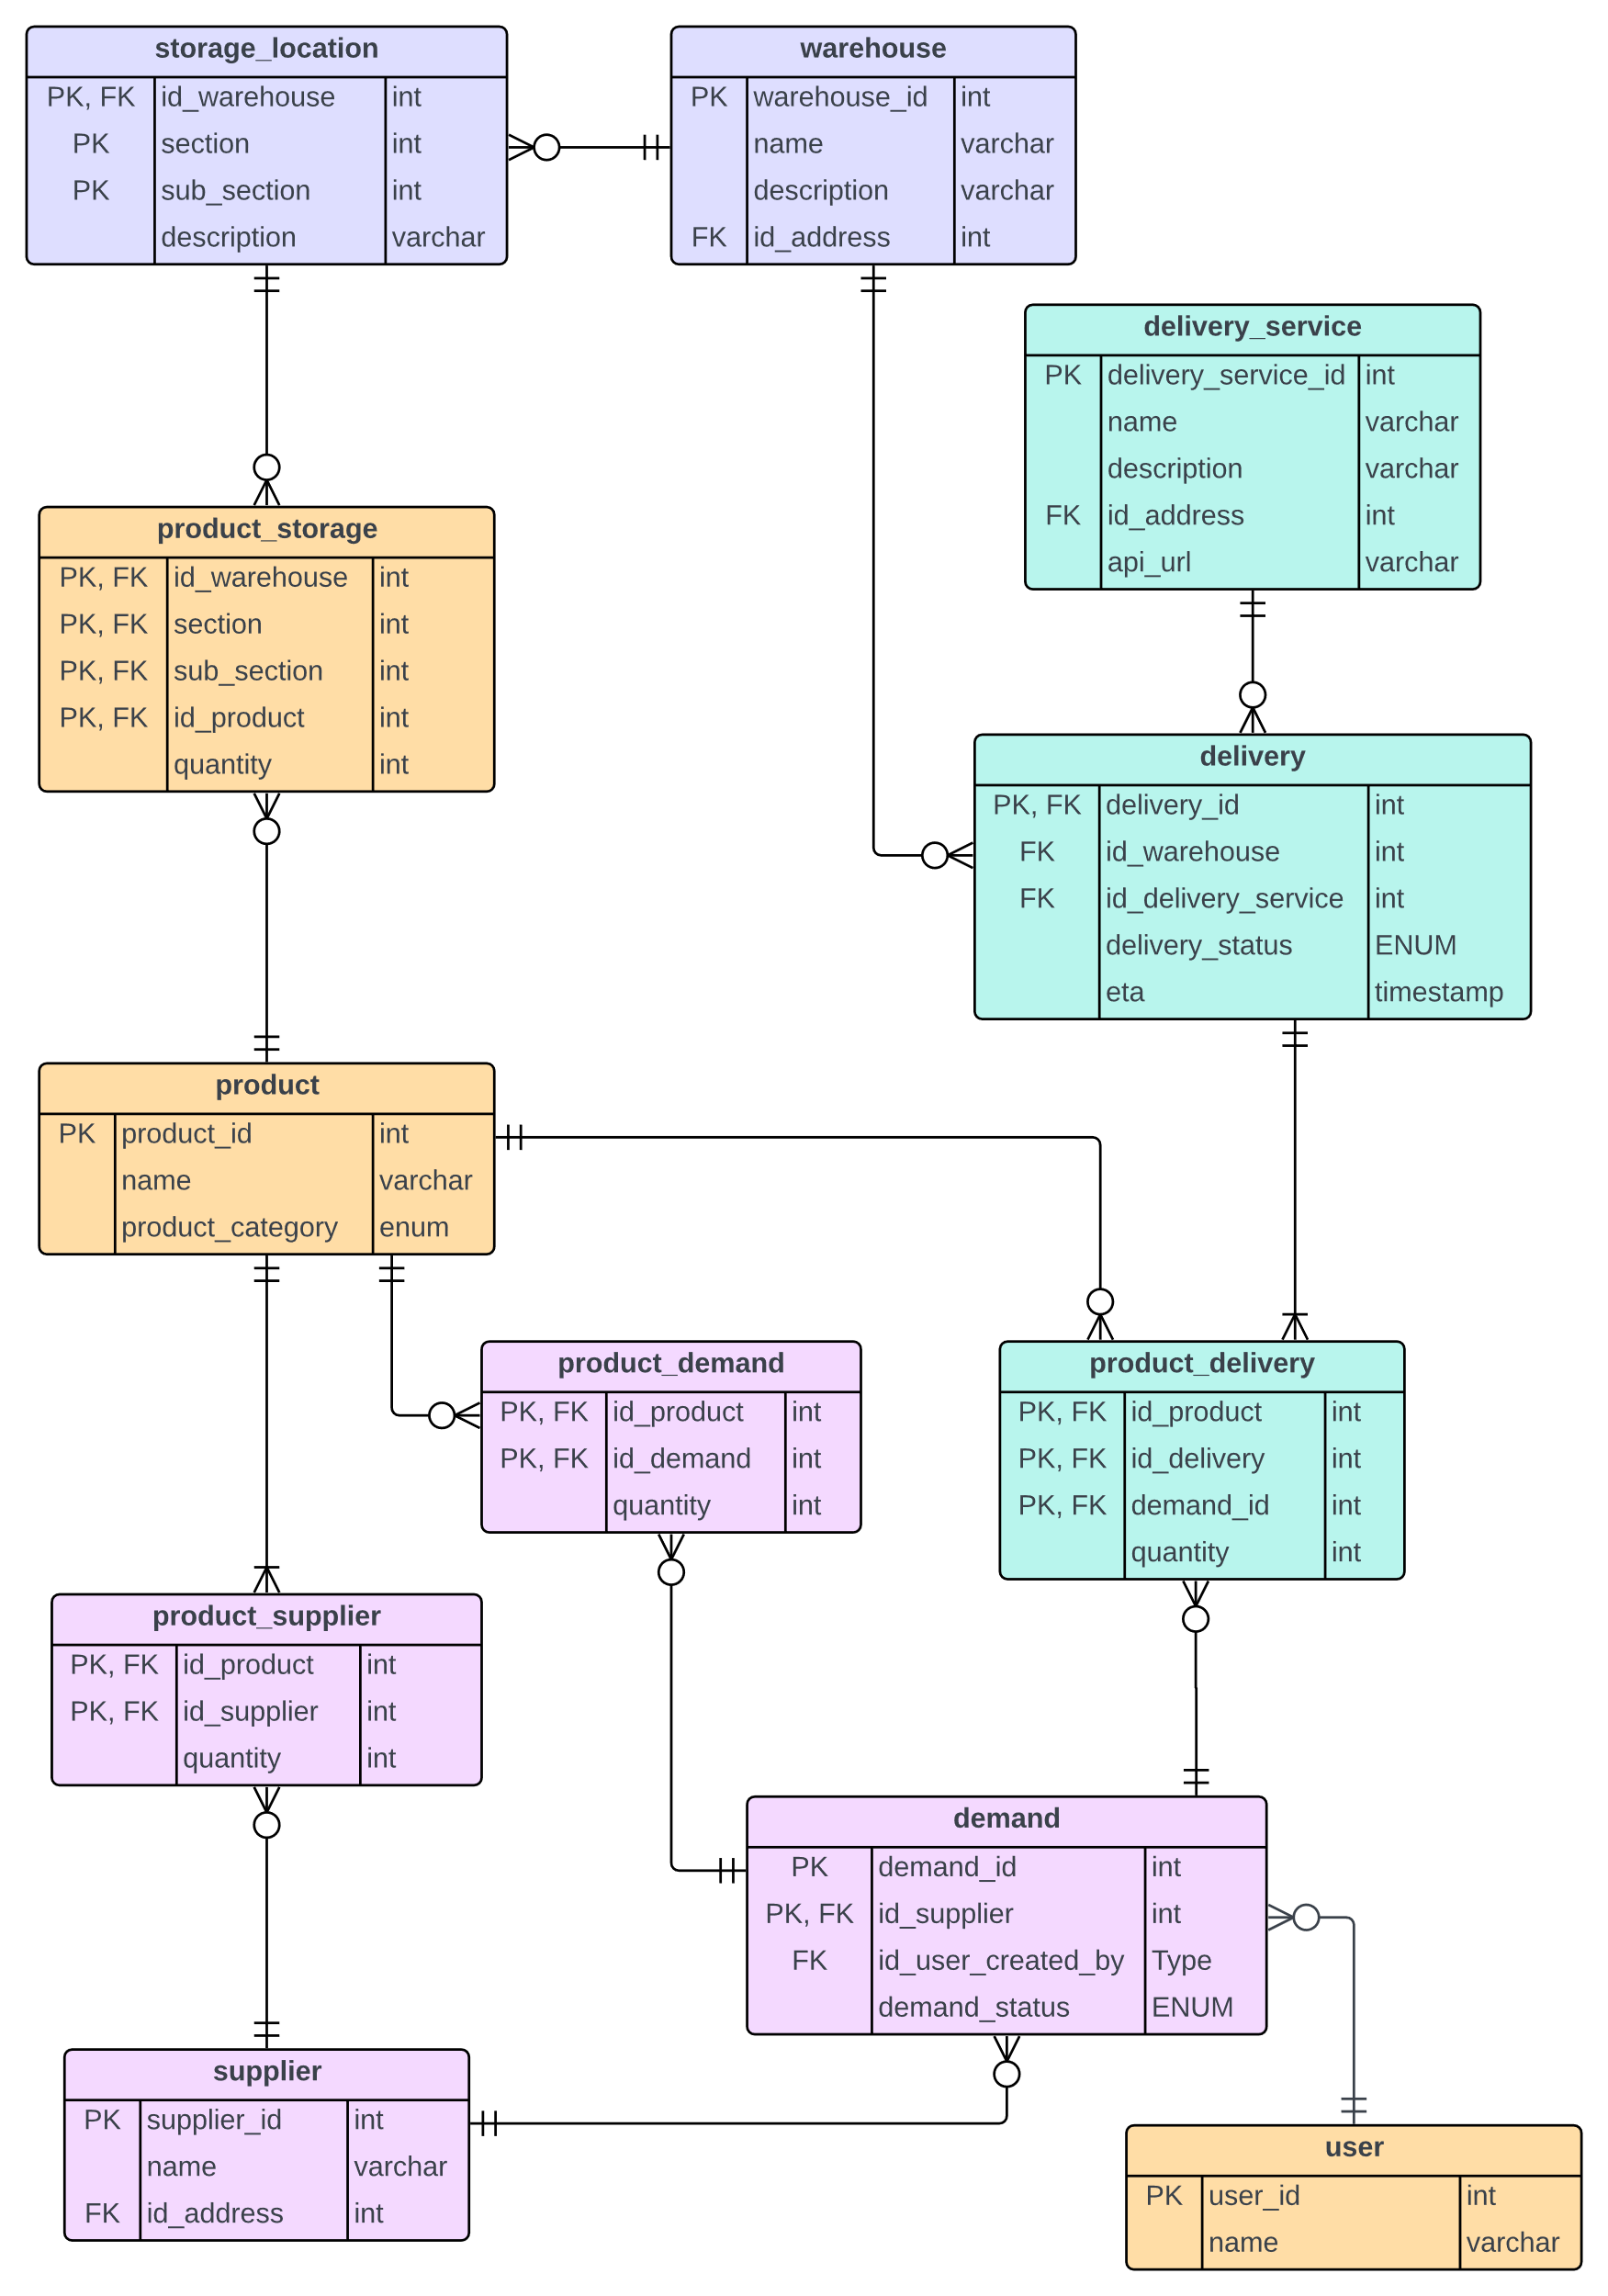 storage_location
PK, FK id_warehouse int
PK section int
PK sub_section int
description varchar
warehouse
PK warehouse_id int
name varchar
description varchar
FK id_address int
delivery_service
PK delivery_service_id int
name varchar
description varchar
FK id_address int
api_url varchar
product_storage
PK, FK id_warehouse int
PK, FK section int
PK, FK sub_section int
PK, FK id_product int
quantity int
delivery
PK, FK delivery_id int
FK id_warehouse int
FK id_delivery_service int
delivery_status ENUM
eta timestamp
product
PK product_id int
name varchar
product_category enum
product_demand
PK, FK id_product int
PK, FK id_demand int
quantity int
product_delivery
PK, FK id_product int
PK, FK id_delivery int
PK, FK demand_id int
quantity int
product_supplier
PK, FK id_product int
PK, FK id_supplier int
quantity int
demand
PK demand_id int
PK, FK id_supplier int
FK id_user_created_by Type
demand_status ENUM
supplier
PK supplier_id int
name varchar
FK id_address int
user
PK user_id int
name varchar